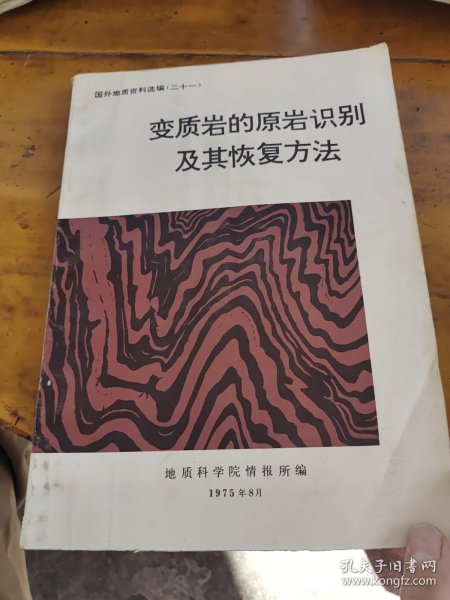 国外地质资料选编(二十一)
变质岩的原岩识别
及其恢复方法
地质科学院情报所编
1975年8月
孔夫子旧书网
www.kongfz.com